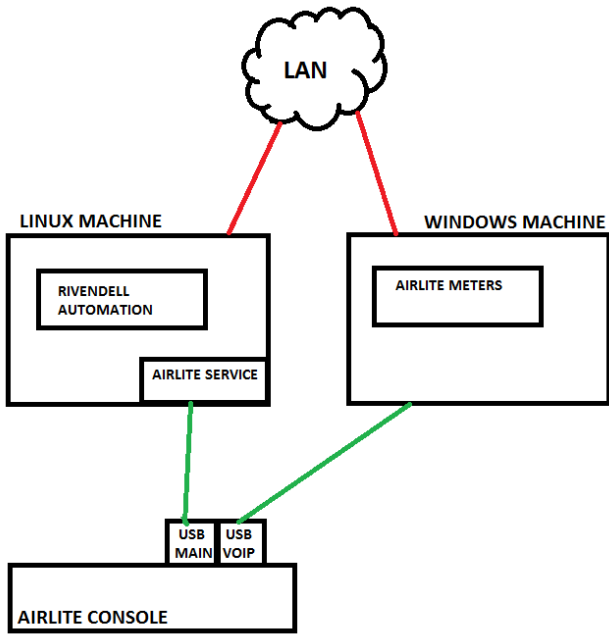 LAN
LINUX MACHINE
WINDOWS MACHINE
RIVENDELL
AUTOMATION
AIRLITE METERS
AIRLITE SERVICE
USB
MAIN
USB
VOIP
AIRLITE CONSOLE